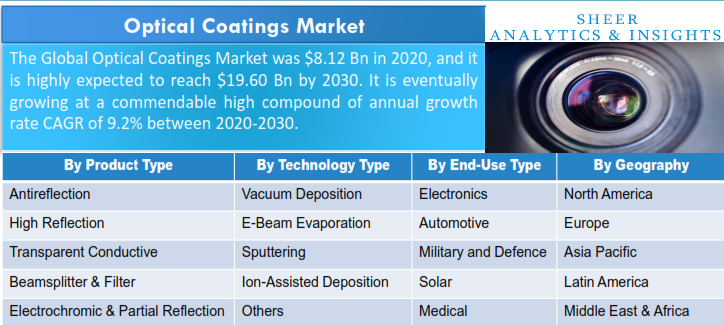 Optical Coatings Market
SHEER
ANALYTICS & INSIGHTS
The Global Optical Coatings Market was $8.12 Bn in 2020, and it
is highly expected to reach $19.60 Bn by 2030. It is eventually
growing at a commendable high compound of annual growth
rate CAGR of 9.2% between 2020-2030.
By Product Type By Technology Type By End-Use Type By Geography
Antireflection Vacuum Deposition Electronics North America
High Reflection E-Beam Evaporation Automotive Europe
Transparent Conductive Sputtering Military and Defence Asia Pacific
Beamsplitter & Filter Ion-Assisted Deposition Solar Latin America
Electrochromic & Partial Reflection Others Medical Middle East & Africa